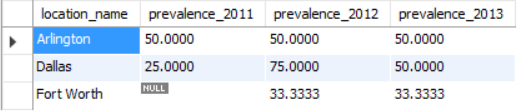 location_name prevalence_2011 prevalence_2012 prevalence_2013
Arlington 50.0000 50.0000 50.0000
Dallas 25.0000 75.0000 50.0000
Fort Worth NULL 33.3333 33.3333